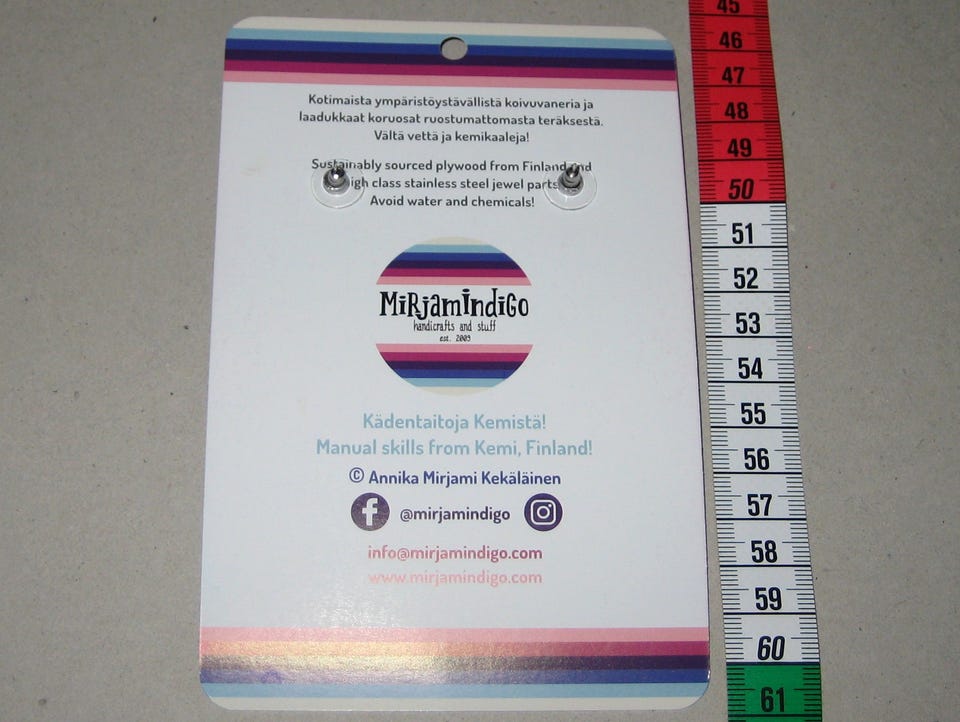 Kotimaista ympäristöystävällistä koivuvaneria ja
laadukkaat koruosat ruostumattomasta teräksestä.
Vältä vettä ja kemikaaleja!
Sustainably sourced plywood from Finland and
high class stainless steel jewel parts.
Avoid water and chemicals!
MiRjamIndiGo
handicrafts and stuff
est. 2009
Kädentaitoja Kemistä!
Manual skills from Kemi, Finland!
© Annika Mirjami Kekäläinen
@mirjamindigo
info@mirjamindigo.com
www.mirjamindigo.com
45
46
47
48
49
50
51
52
53
54
55
56
57
58
59
60
61